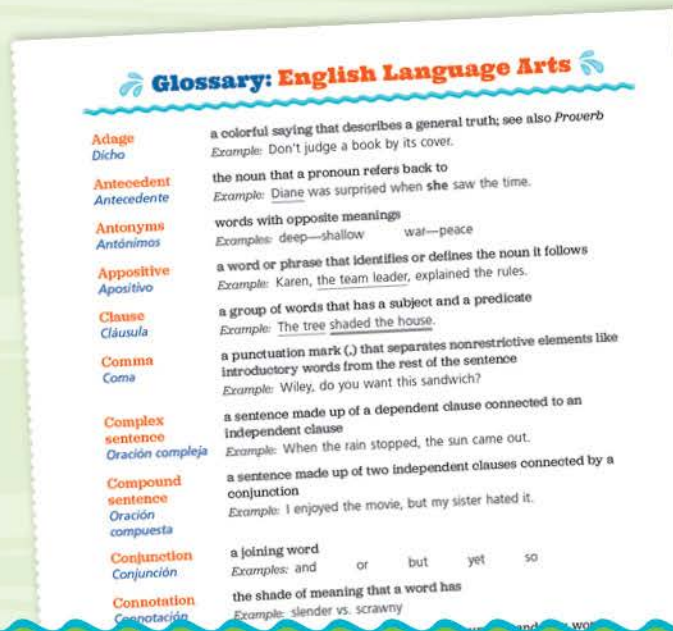 Glossary: English Language Arts
Adage
Dicho
a colorful saying that describes a general truth; see also Proverb
Example: Don't judge a book by its cover.
Antecedent
Antecedente
the noun that a pronoun refers back to
Example: Diane was surprised when she saw the time.
Antonyms
Antónimos
words with opposite meanings
Examples: deep—shallow war—peace
Appositive
Apositivo
a word or phrase that identifies or defines the noun it follows
Example: Karen, the team leader, explained the rules.
Clause
Cláusula
a group of words that has a subject and a predicate
Example: The tree shaded the house.
Comma
Coma
a punctuation mark (,) that separates nonrestrictive elements like
introductory words from the rest of the sentence
Example: Wiley, do you want this sandwich?
Complex
sentence
Oración compleja
a sentence made up of a dependent clause connected to an
independent clause
Example: When the rain stopped, the sun came out.
Compound
sentence
Oración
compuesta
a sentence made up of two independent clauses connected by a
conjunction
Example: I enjoyed the movie, but my sister hated it.
Conjunction
Conjunción
a joining word
Examples: and or but yet so
Connotation
Connotación
the shade of meaning that a word has
Example: slender vs. scrawny